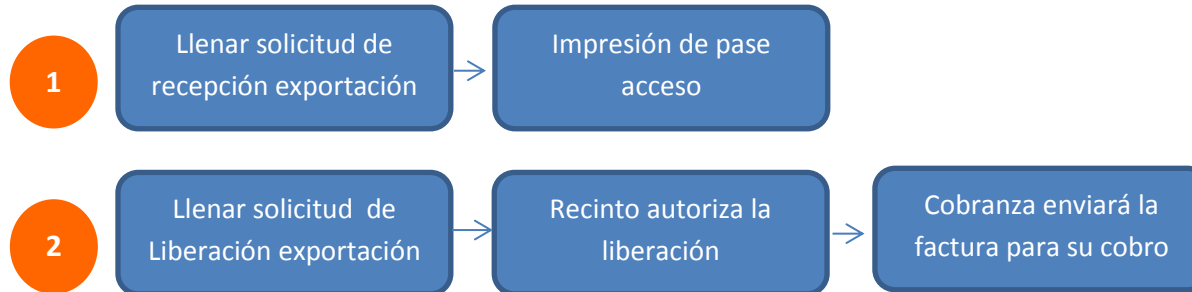 1
Llenar solicitud de
recepción exportación
Impresión de pase
acceso
2
Llenar solicitud de
Liberación exportación
Recinto autoriza la
liberación
Cobranza enviará la
factura para su cobro